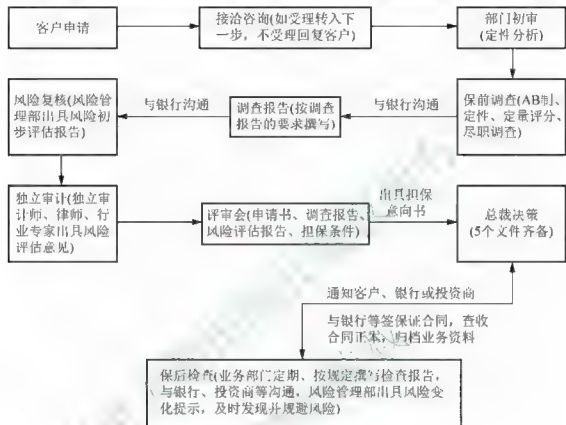 客户申请
接洽咨询(如受理转入下
一步，不受理回复客户)
部门初审
(定性分析)
风险复核(风险管
理部出具风险初
步评估报告)
与银行沟通
调查报告(按调查
报告的要求撰写)
与银行沟通
保前调查(AB制、
定性、定量评分、
尽职调查)
独立审计(独立审
计师、律师、行
业专家出具风险
评估意见)
评审会(申请书、调查报告、
风险评估报告、担保条件)
出具担保
意向书
总裁决策
(5个文件齐备)
通知客户、银行或投资商
与银行等签保证合同，查收
合同正本，归档业务资料
保后检查(业务部门定期、按规定撰写检查报告，
与银行、投资商等沟通，风险管理部出具风险变
化提示，及时发现并规避风险)